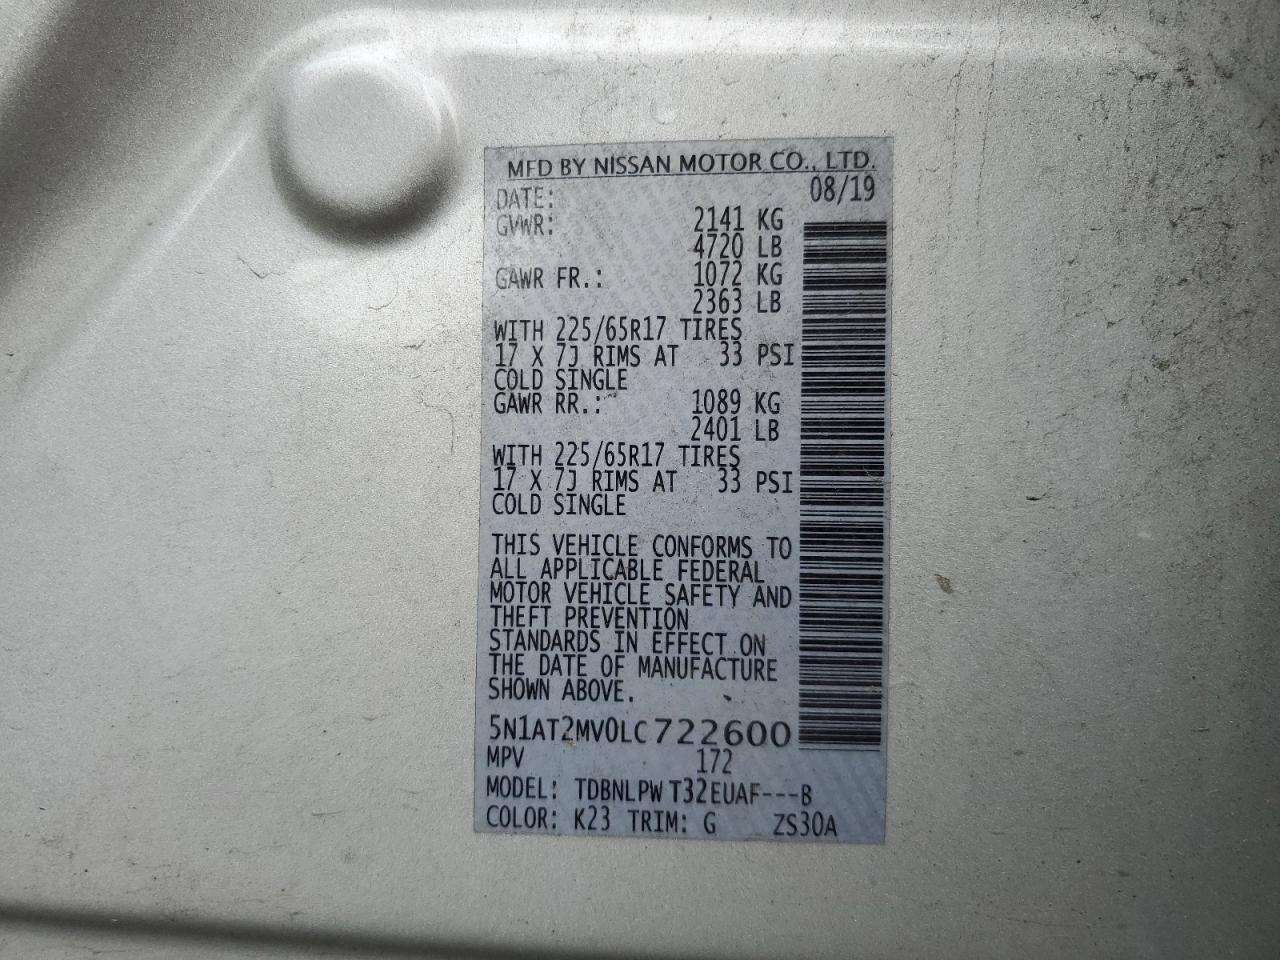 MFD BY NISSAN MOTOR CO., LTD.
DATE: 08/19
GVWR: 2141 KG
4720 LB
GAWR FR.: 1072 KG
2363 LB
WITH 225/65R17 TIRES
17 X 7J RIMS AT 33 PSI
COLD SINGLE
GAWR RR.: 1089 KG
2401 LB
WITH 225/65R17 TIRES
17 X 7J RIMS AT 33 PSI
COLD SINGLE
THIS VEHICLE CONFORMS TO
ALL APPLICABLE FEDERAL
MOTOR VEHICLE SAFETY AND
THEFT PREVENTION
STANDARDS IN EFFECT ON
THE DATE OF MANUFACTURE
SHOWN ABOVE.
5N1AT2MV0LC722600
MPV 172
MODEL: TDBNLPW T32EUAF---B
COLOR: K23 TRIM: G ZS30A